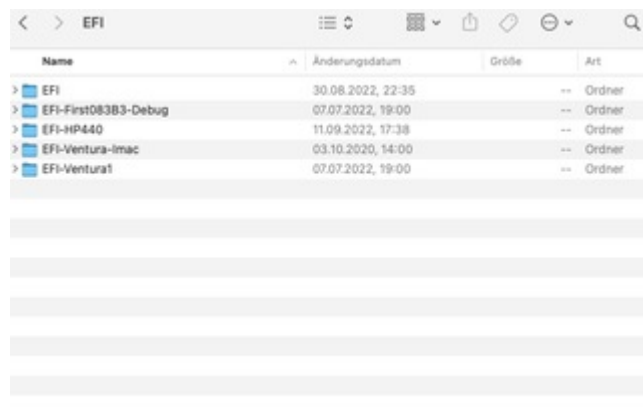 EFI
Name Änderungsdatum Größe Art
EFI 30.08.2022, 22:35 -- Ordner
EFI-First083B3-Debug 07.07.2022, 19:00 -- Ordner
EFI-HP440 11.09.2022, 17:38 -- Ordner
EFI-Ventura-Imac 03.10.2020, 14:00 -- Ordner
EFI-Ventura1 07.07.2022, 19:00 -- Ordner